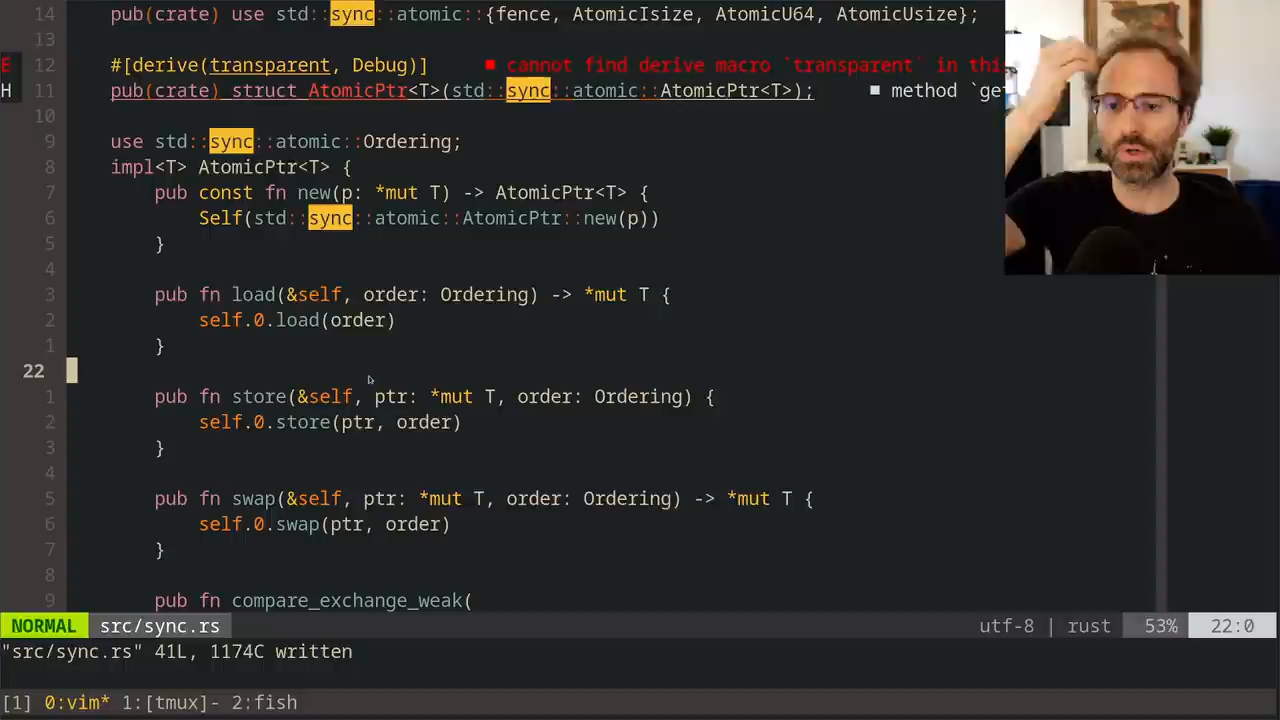 14 pub(crate) use std::sync::atomic::{fence, AtomicIsize, AtomicU64, AtomicUsize};
13
E 12 #[derive(transparent, Debug)] ■ cannot find derive macro `transparent` in thi
H 11 pub(crate) struct AtomicPtr<T>(std::sync::atomic::AtomicPtr<T>); ■ method `get
10
9 use std::sync::atomic::Ordering;
8 impl<T> AtomicPtr<T> {
7 pub const fn new(p: *mut T) -> AtomicPtr<T> {
6 Self(std::sync::atomic::AtomicPtr::new(p))
5 }
4
3 pub fn load(&self, order: Ordering) -> *mut T {
2 self.0.load(order)
1 }
22
1 pub fn store(&self, ptr: *mut T, order: Ordering) {
2 self.0.store(ptr, order)
3 }
4
5 pub fn swap(&self, ptr: *mut T, order: Ordering) -> *mut T {
6 self.0.swap(ptr, order)
7 }
8
9 pub fn compare_exchange_weak(
NORMAL src/sync.rs utf-8 | rust 53% 22:0
"src/sync.rs" 41L, 1174C written
[1] 0:vim* 1:[tmux]- 2:fish